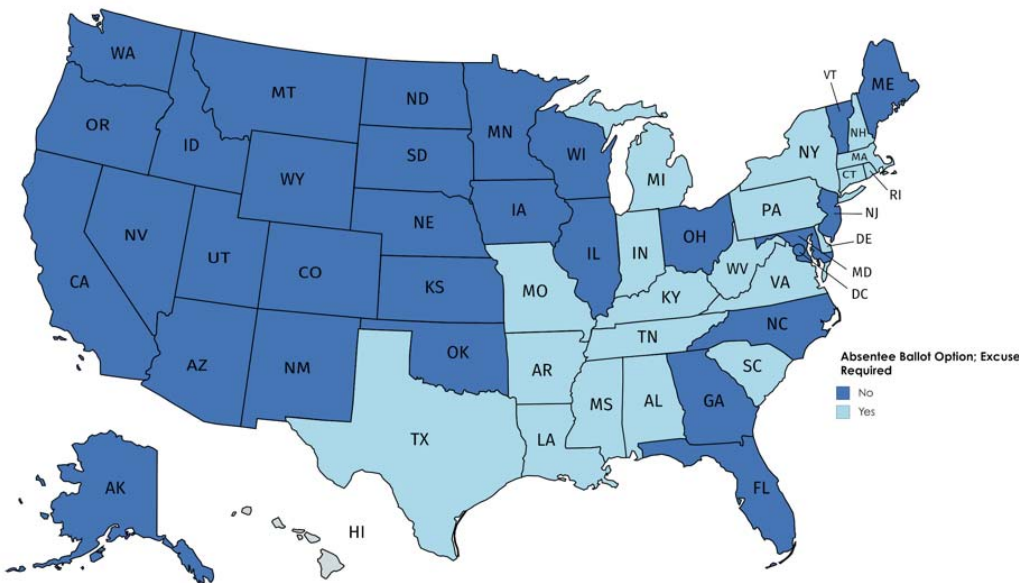 WA
MT
ND
MN
VT
ME
OR
ID
SD
WI
NH
NY
MA
WY
MI
CT
RI
IA
PA
NE
NJ
NV
IL
IN
OH
DE
UT
WV
CA
CO
KS
MO
VA
MD
KY
DC
NC
TN
OK
AZ
NM
AR
SC
Absentee Ballot Option; Excuse
Required
No
Yes
MS
AL
GA
TX
LA
AK
FL
HI